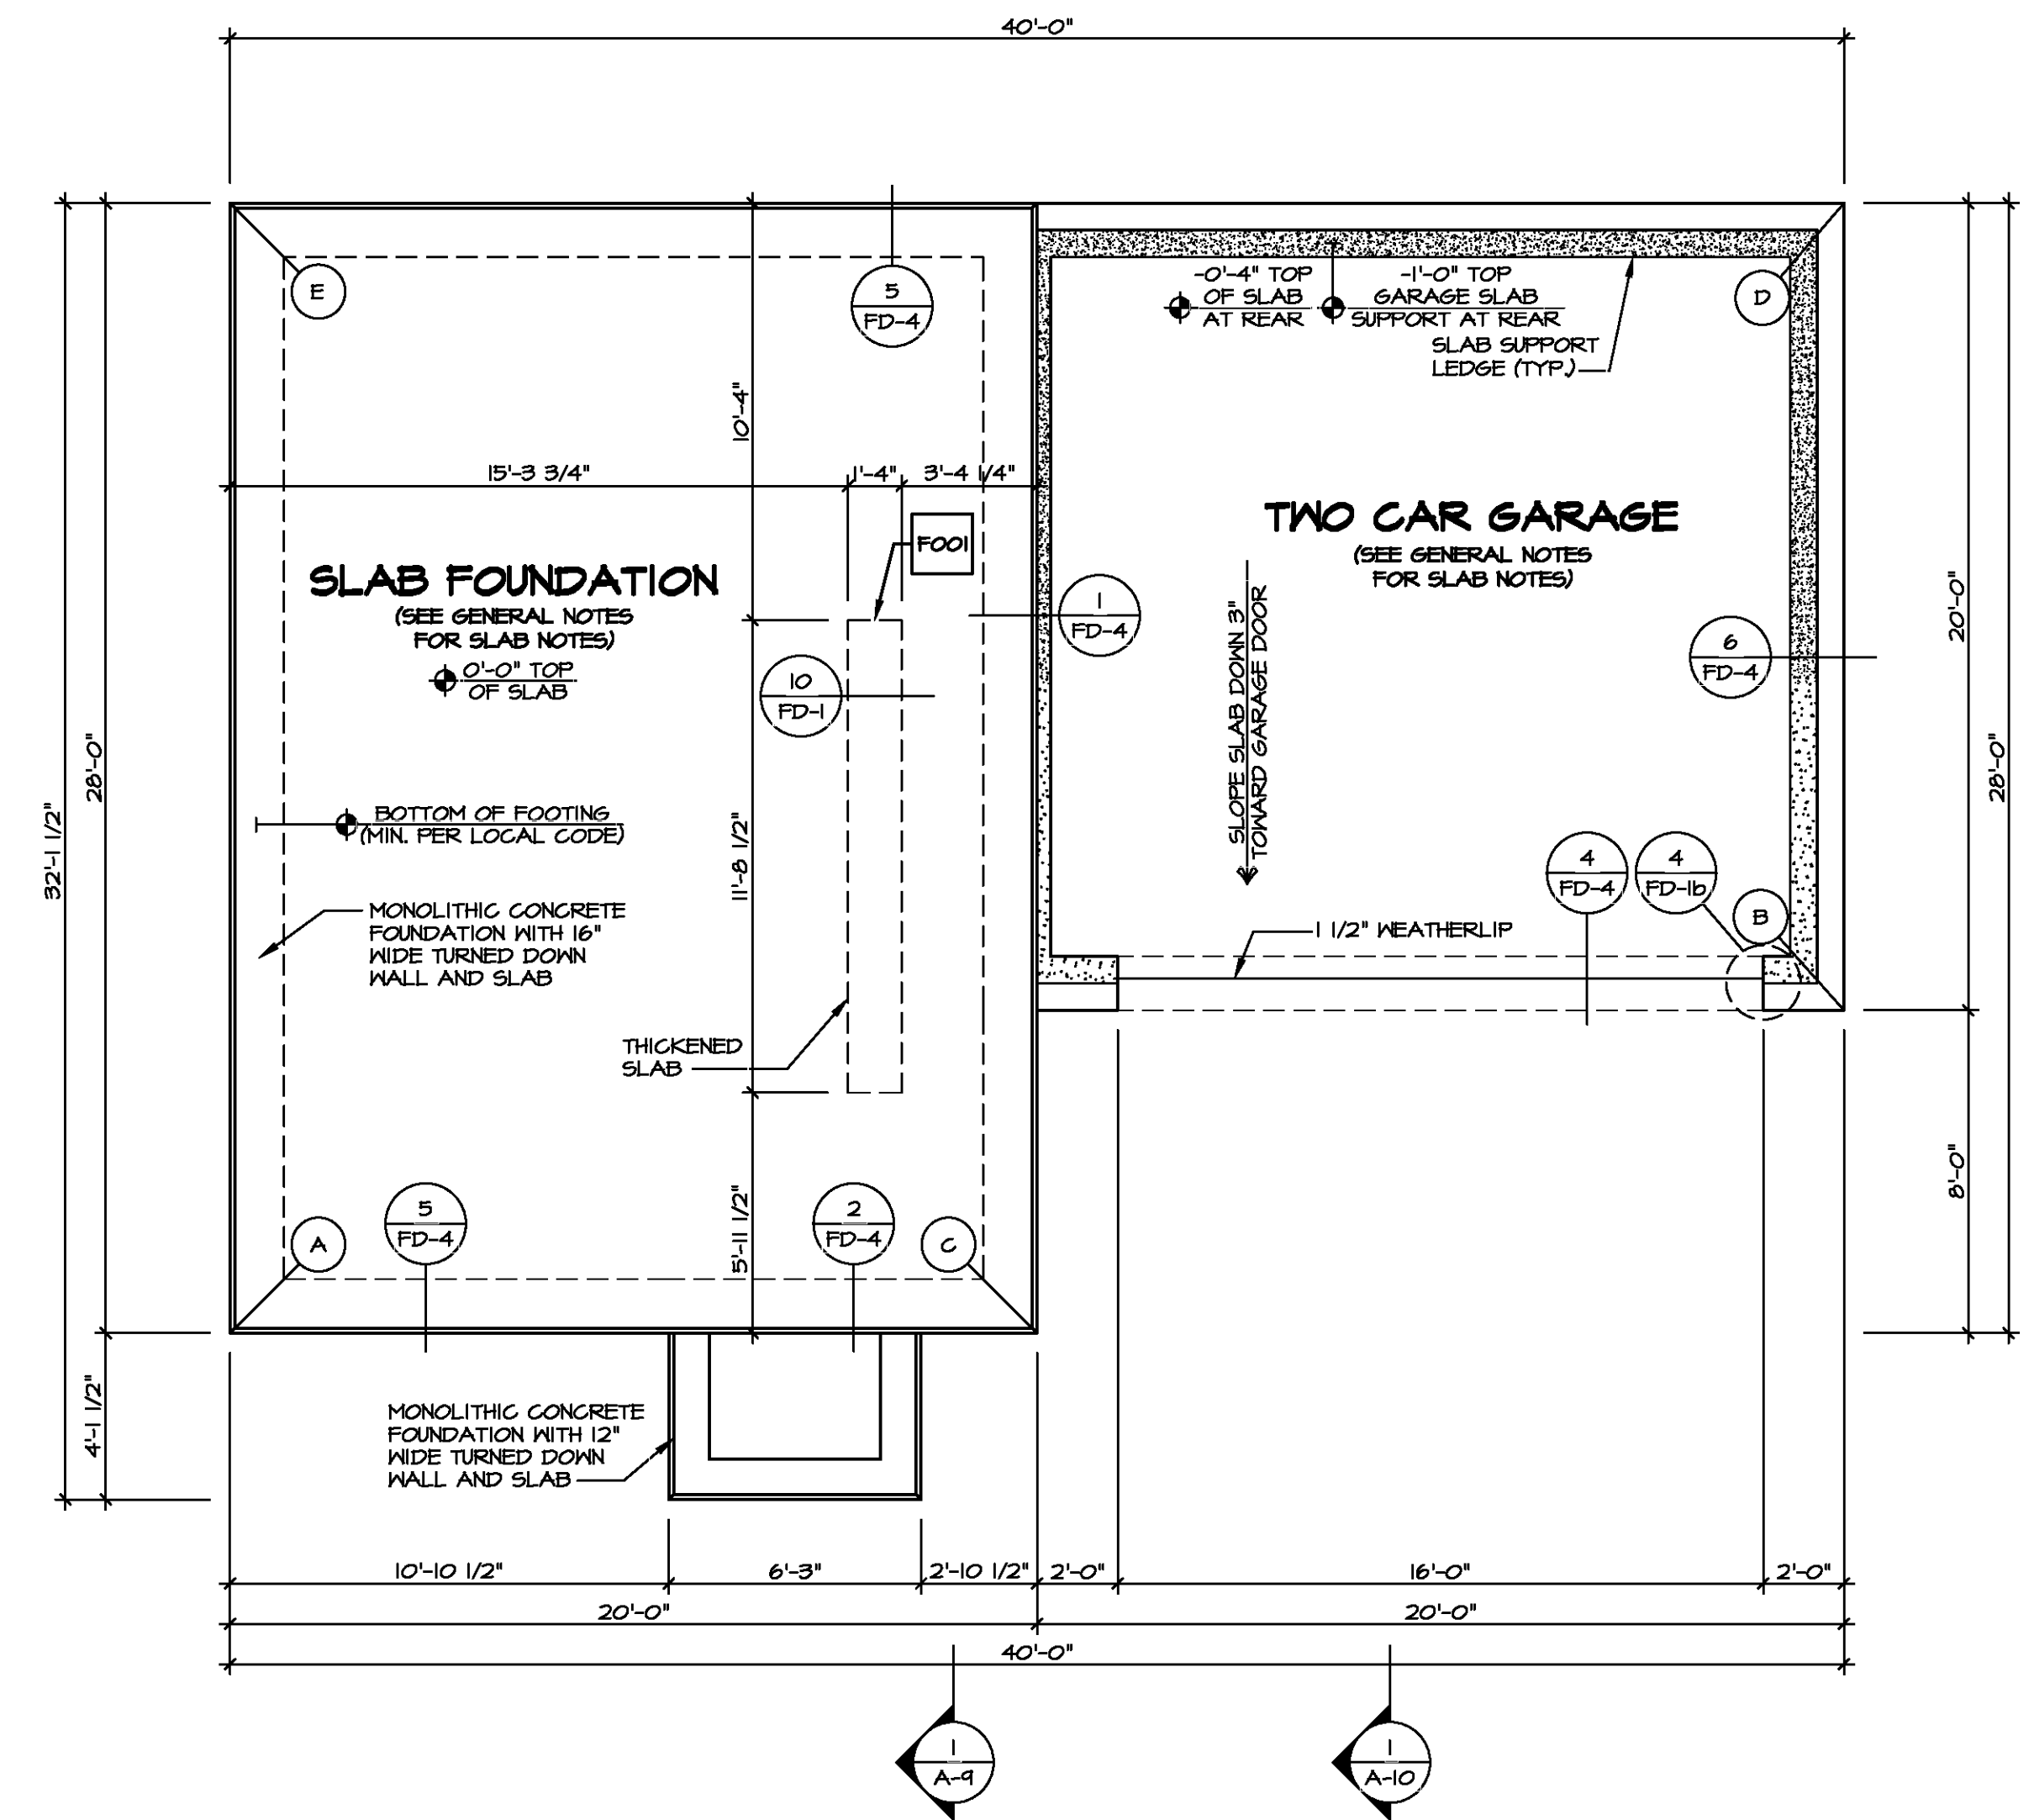 40'-0"
E
5
FD-4
-0'-4" TOP
OF SLAB
AT REAR
-1'-0" TOP
GARAGE SLAB
SUPPORT AT REAR
SLAB SUPPORT
LEDGE (TYP.)
D
10'-4"
15'-3 3/4"
1'-4"
3'-4 1/4"
F001
SLAB FOUNDATION
(SEE GENERAL NOTES
FOR SLAB NOTES)
0'-0" TOP
OF SLAB
TWO CAR GARAGE
(SEE GENERAL NOTES
FOR SLAB NOTES)
1
FD-4
10
FD-1
6
FD-4
SLOPE SLAB DOWN 3"
TOWARD GARAGE DOOR
20'-0"
28'-0"
28'-0"
32'-1 1/2"
BOTTOM OF FOOTING
(MIN. PER LOCAL CODE)
11'-8 1/2"
MONOLITHIC CONCRETE
FOUNDATION WITH 16"
WIDE TURNED DOWN
WALL AND SLAB
4
FD-4
4
FD-1b
B
1 1/2" WEATHERLIP
THICKENED
SLAB
8'-0"
A
5
FD-4
5'-11 1/2"
2
FD-4
C
4'-1 1/2"
MONOLITHIC CONCRETE
FOUNDATION WITH 12"
WIDE TURNED DOWN
WALL AND SLAB
10'-10 1/2"
6'-3"
2'-10 1/2"
2'-0"
16'-0"
2'-0"
20'-0"
20'-0"
40'-0"
1
A-9
1
A-10